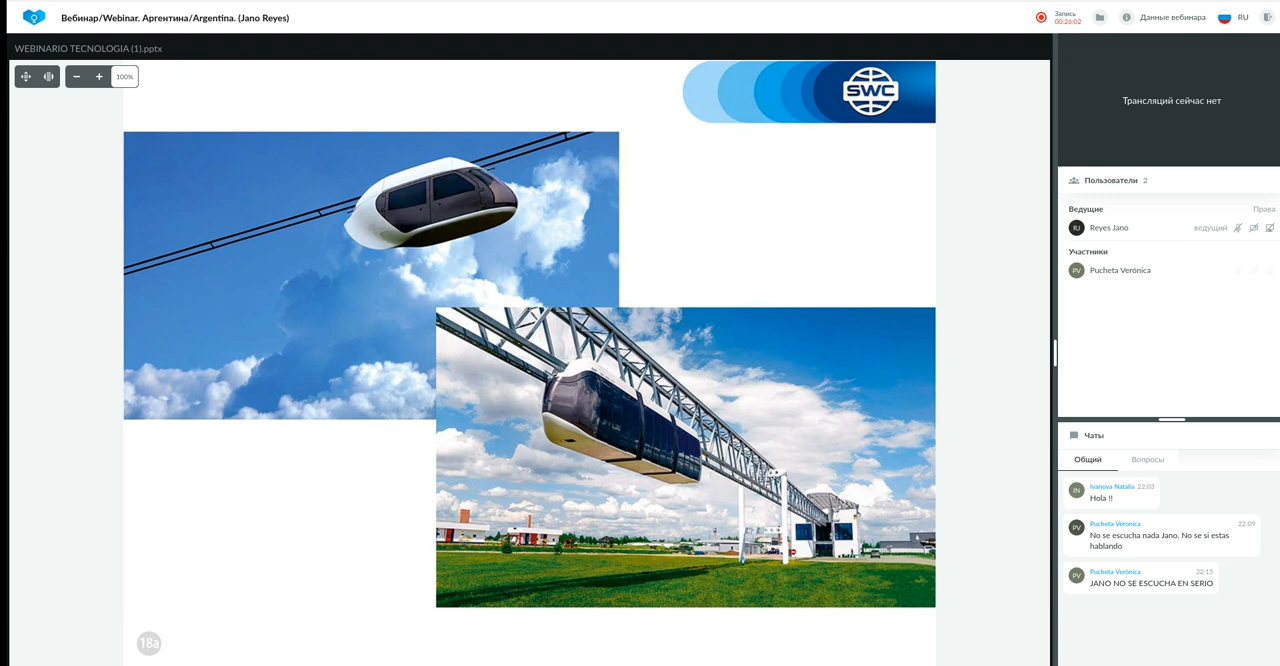 Вебинар/Webinar. Аргентина/Argentina. (Jano Reyes)
Запись
00:26:02
Данные вебинара
RU
WEBINARIO TECNOLOGIA (1).pptx
100%
SWC
18a
Трансляций сейчас нет
Пользователи 2
Ведущие Права
RJ Reyes Jano ведущий
Участники
PV Pucheta Verónica
Чаты
Общий Вопросы
IN Ivanova Natalia 22:03
Hola !!
PV Pucheta Veronica 22:09
No se escucha nada Jano. No se si estas
hablando
PV Pucheta Verónica 22:15
JANO NO SE ESCUCHA EN SERIO